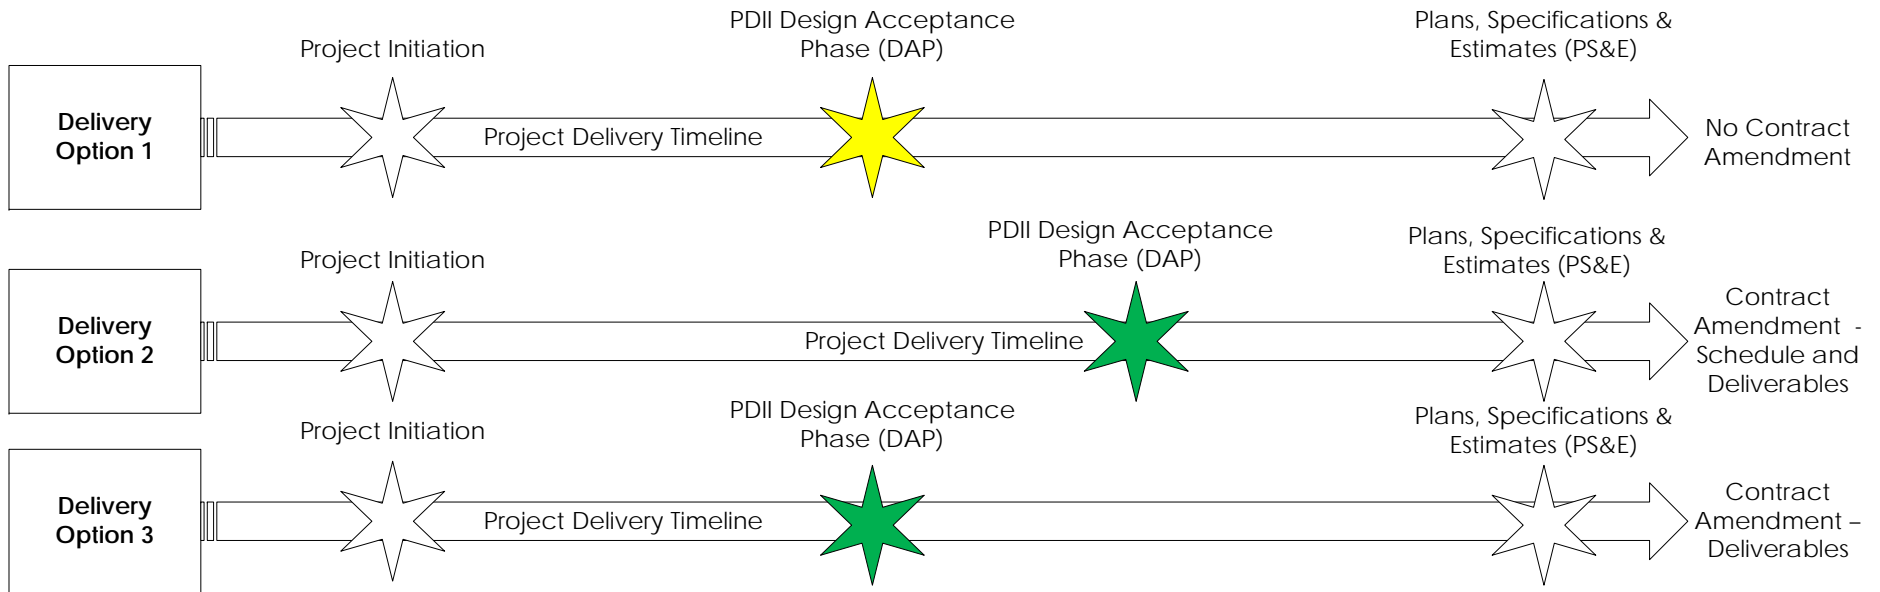 Project Initiation
PDII Design Acceptance
Phase (DAP)
Plans, Specifications &
Estimates (PS&E)
Delivery
Option 1
Project Delivery Timeline
No Contract
Amendment
Project Initiation
PDII Design Acceptance
Phase (DAP)
Plans, Specifications &
Estimates (PS&E)
Delivery
Option 2
Project Delivery Timeline
Contract
Amendment -
Schedule and
Deliverables
Project Initiation
PDII Design Acceptance
Phase (DAP)
Plans, Specifications &
Estimates (PS&E)
Delivery
Option 3
Project Delivery Timeline
Contract
Amendment –
Deliverables